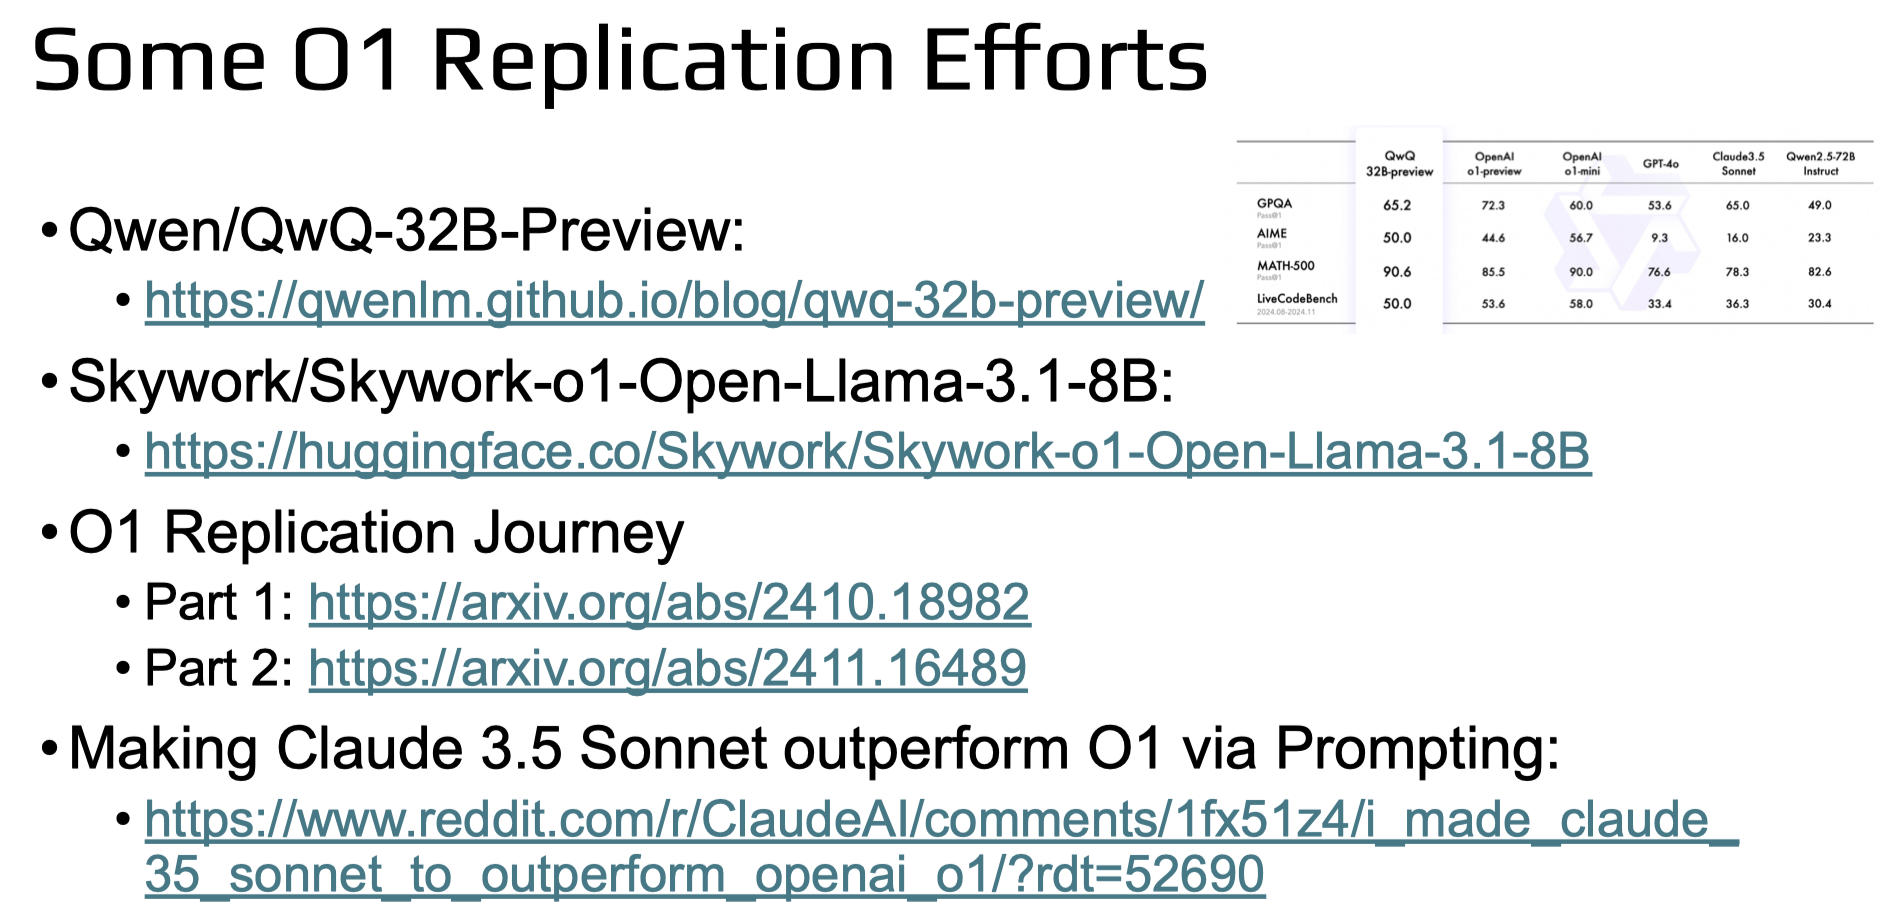 Some O1 Replication Efforts
• Qwen/QwQ-32B-Preview:
• https://qwenlm.github.io/blog/qwq-32b-preview/
QwQ 32B-preview OpenAI o1-preview OpenAI o1-mini GPT-4o Claude3.5 Sonnet Qwen2.5-72B Instruct
GPQA 65.2 72.3 60.0 53.6 65.0 49.0
Pass@1
AIME 50.0 44.6 56.7 9.3 16.0 23.3
Pass@1
MATH-500 90.6 85.5 90.0 76.6 78.3 82.6
Pass@1
LiveCodeBench 50.0 53.6 58.0 33.4 36.3 30.4
2024.08-2024.11
• Skywork/Skywork-o1-Open-Llama-3.1-8B:
• https://huggingface.co/Skywork/Skywork-o1-Open-Llama-3.1-8B
• O1 Replication Journey
• Part 1: https://arxiv.org/abs/2410.18982
• Part 2: https://arxiv.org/abs/2411.16489
• Making Claude 3.5 Sonnet outperform O1 via Prompting:
• https://www.reddit.com/r/ClaudeAI/comments/1fx51z4/i_made_claude_
35_sonnet_to_outperform_openai_o1/?rdt=52690